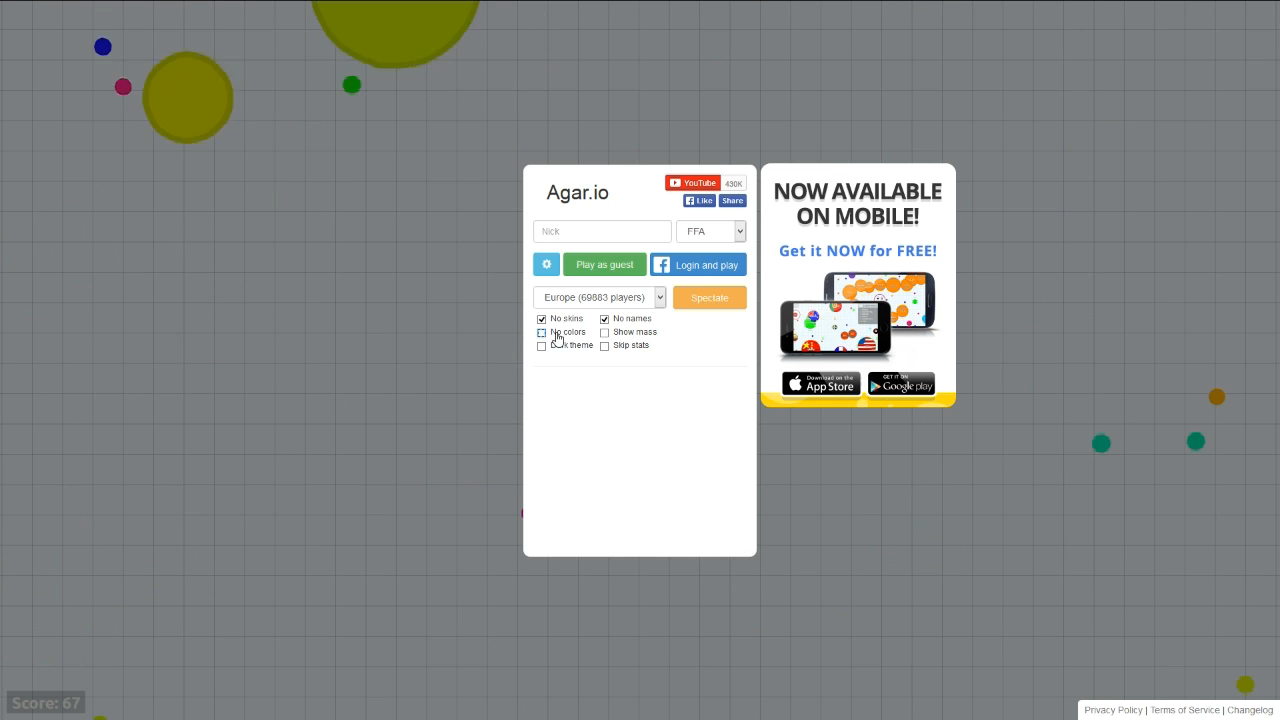 Agar.io
YouTube 430K
Like Share
Nick FFA
Play as guest Login and play
Europe (69883 players) Spectate
No skins No names
No colors Show mass
theme Skip stats
NOW AVAILABLE
ON MOBILE!
Get it NOW for FREE!
Download on the
App Store
GET IT ON
Google play
Score: 67
Privacy Policy | Terms of Service | Changelog